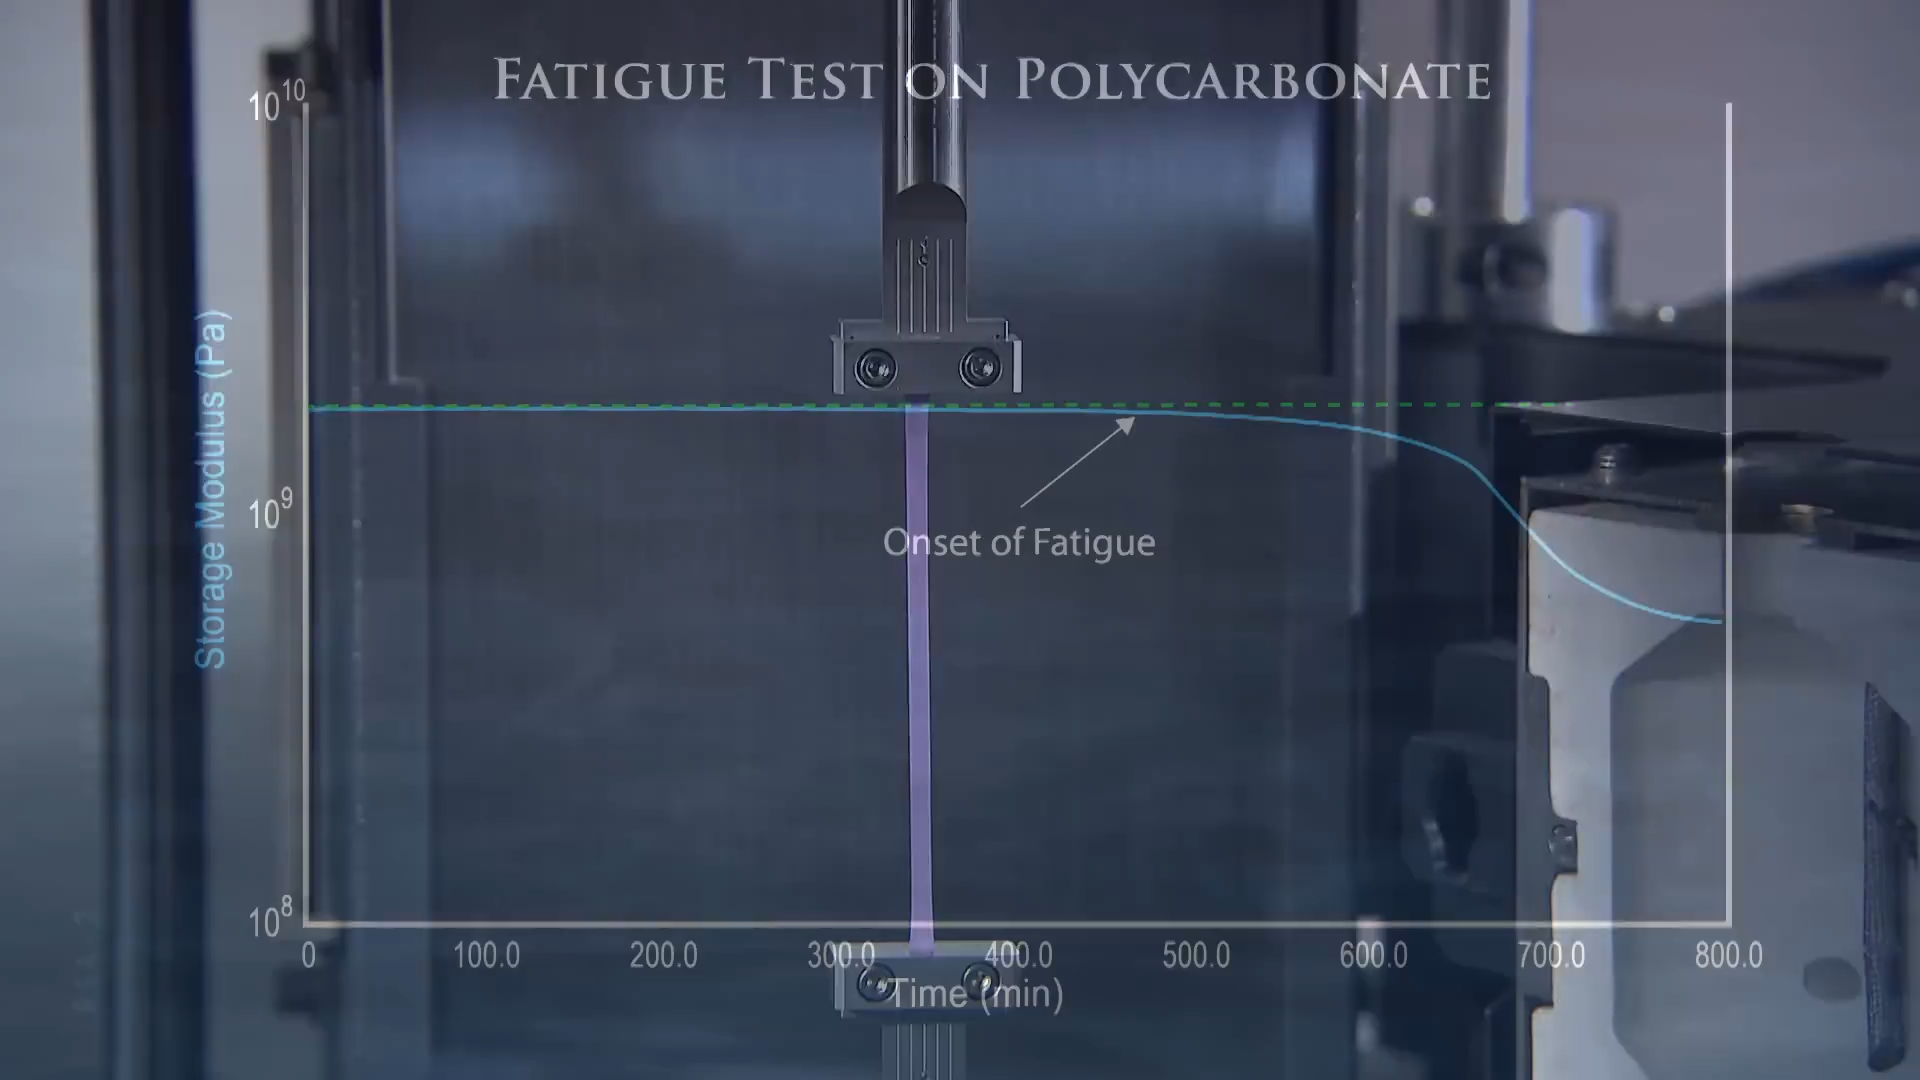 Fatigue Test on Polycarbonate
10^10
10^9
10^8
Storage Modulus (Pa)
Onset of Fatigue
0 100.0 200.0 300.0 400.0 500.0 600.0 700.0 800.0
Time (min)